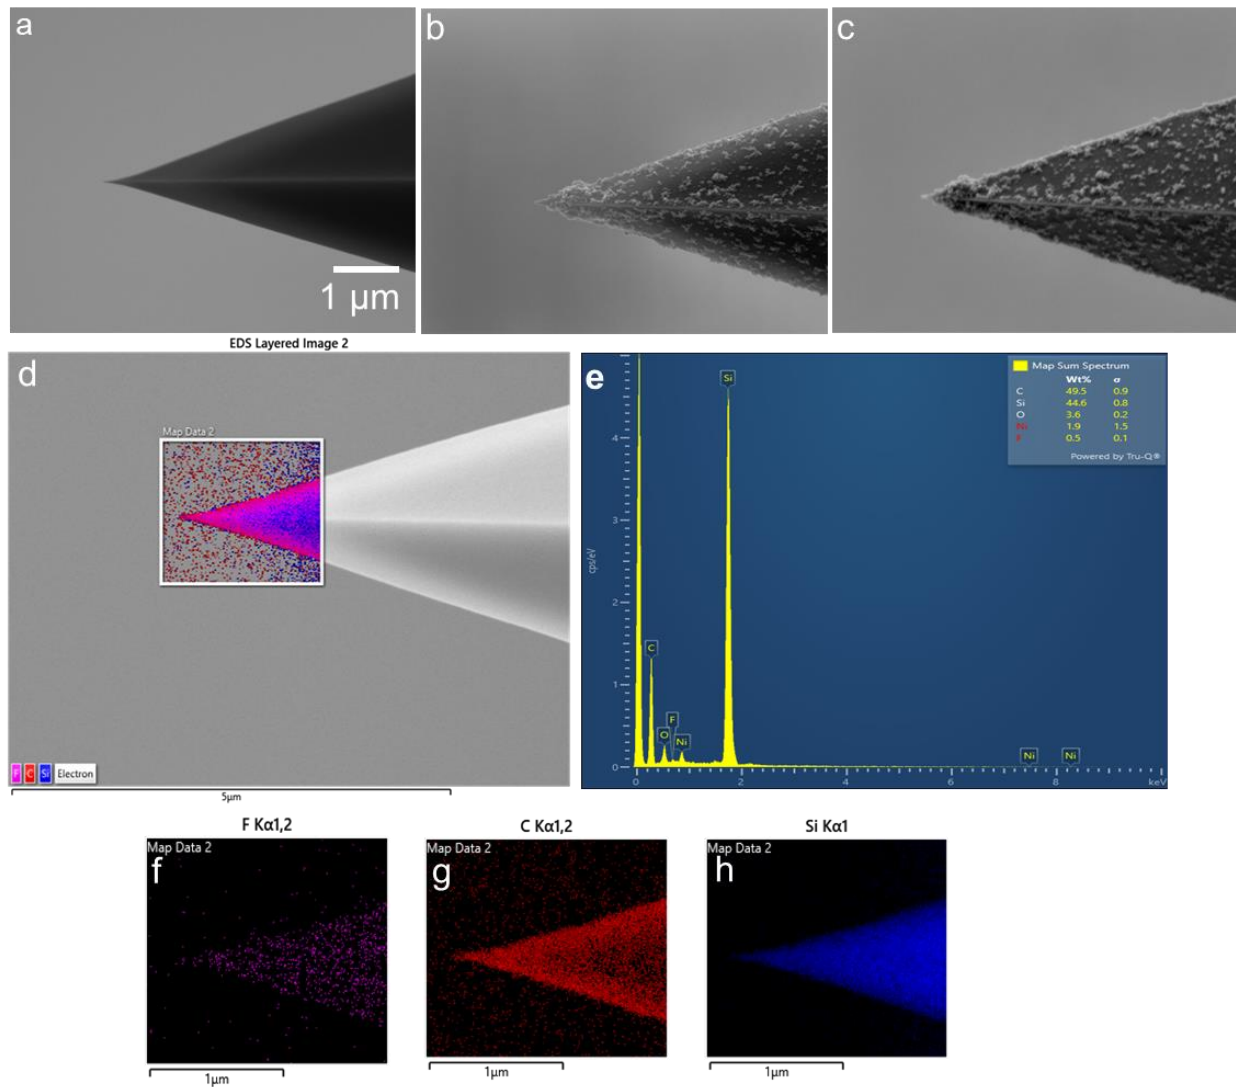 a
b
c
1 µm
EDS Layered Image 2
d
Map Data 2
F C Si Electron
5µm
e
Map Sum Spectrum
Wt% σ
C 49.5 0.9
Si 44.6 0.8
O 3.6 0.2
Ni 1.9 1.5
F 0.5 0.1
Powered by Tru-Q®
Si
C
F
O
Ni
Ni
Ni
cps/eV
4
3
2
1
0
0 2 4 6 8 keV
F Kα1,2
Map Data 2
f
1µm
C Kα1,2
Map Data 2
g
1µm
Si Kα1
Map Data 2
h
1µm